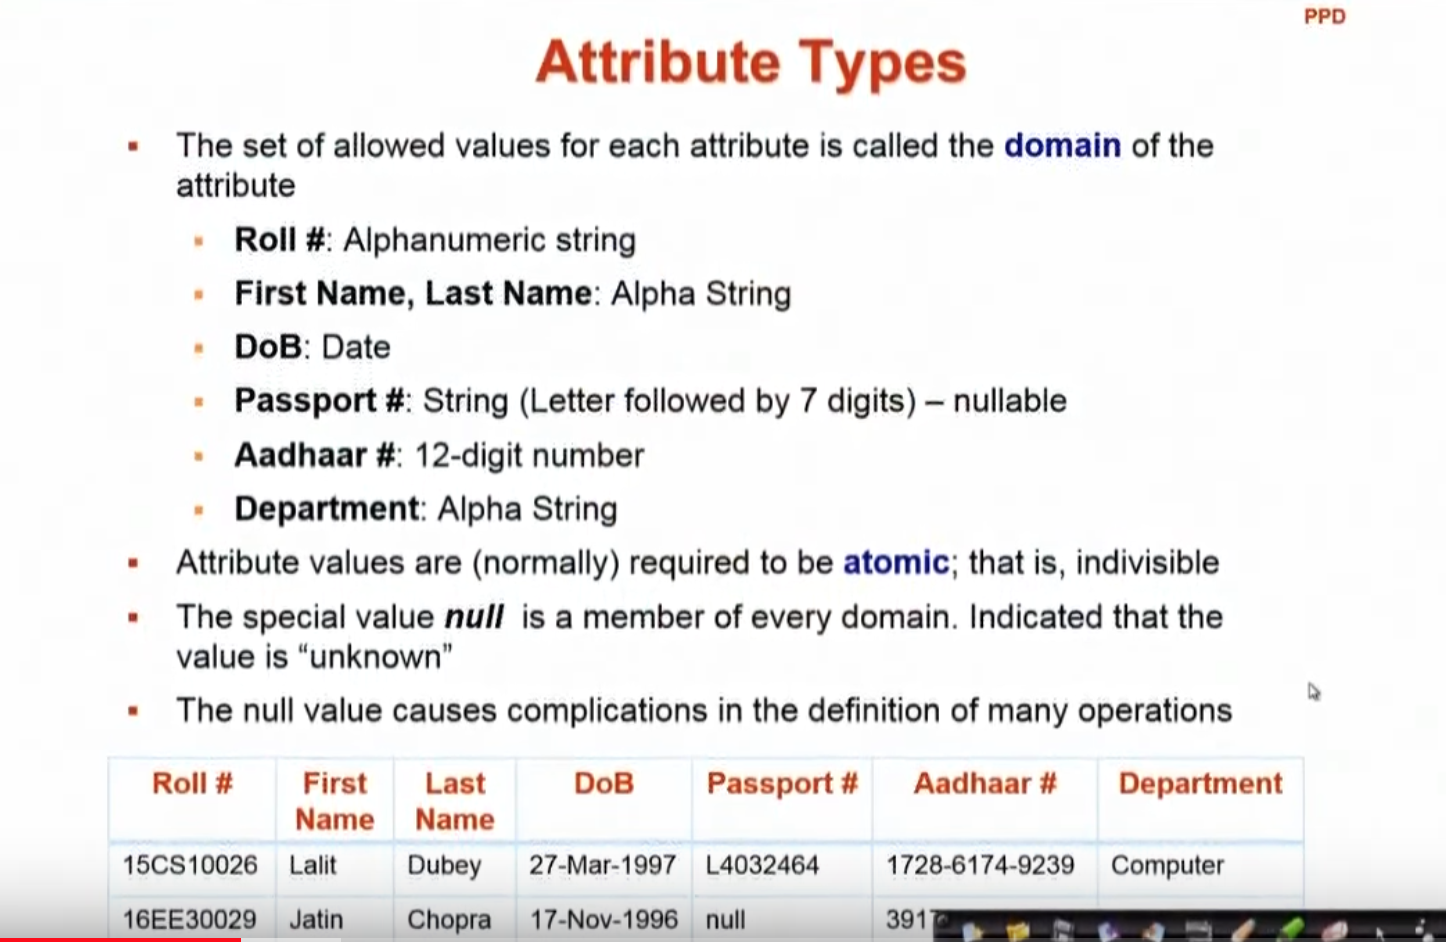 PPD
Attribute Types
The set of allowed values for each attribute is called the domain of the
attribute
Roll #: Alphanumeric string
First Name, Last Name: Alpha String
DoB: Date
Passport #: String (Letter followed by 7 digits) – nullable
Aadhaar #: 12-digit number
Department: Alpha String
Attribute values are (normally) required to be atomic; that is, indivisible
The special value null is a member of every domain. Indicated that the
value is “unknown”
The null value causes complications in the definition of many operations
Roll # First Name Last Name DoB Passport # Aadhaar # Department
15CS10026 Lalit Dubey 27-Mar-1997 L4032464 1728-6174-9239 Computer
16EE30029 Jatin Chopra 17-Nov-1996 null